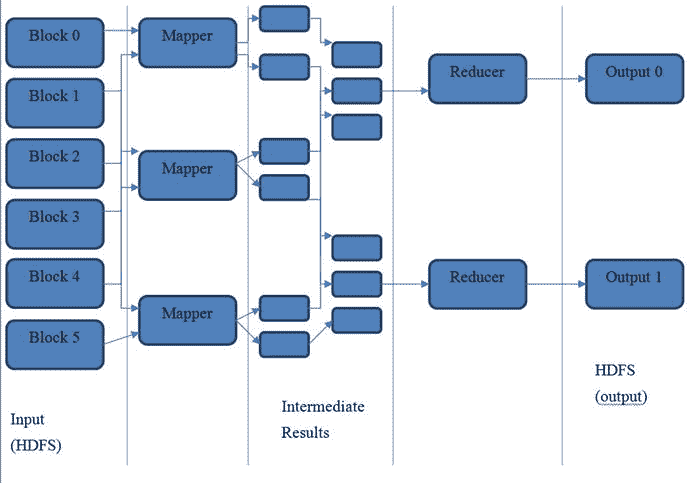 Block 0
Block 1
Block 2
Block 3
Block 4
Block 5
Mapper
Mapper
Mapper
Reducer
Reducer
Output 0
Output 1
Input
(HDFS)
Intermediate
Results
HDFS
(output)